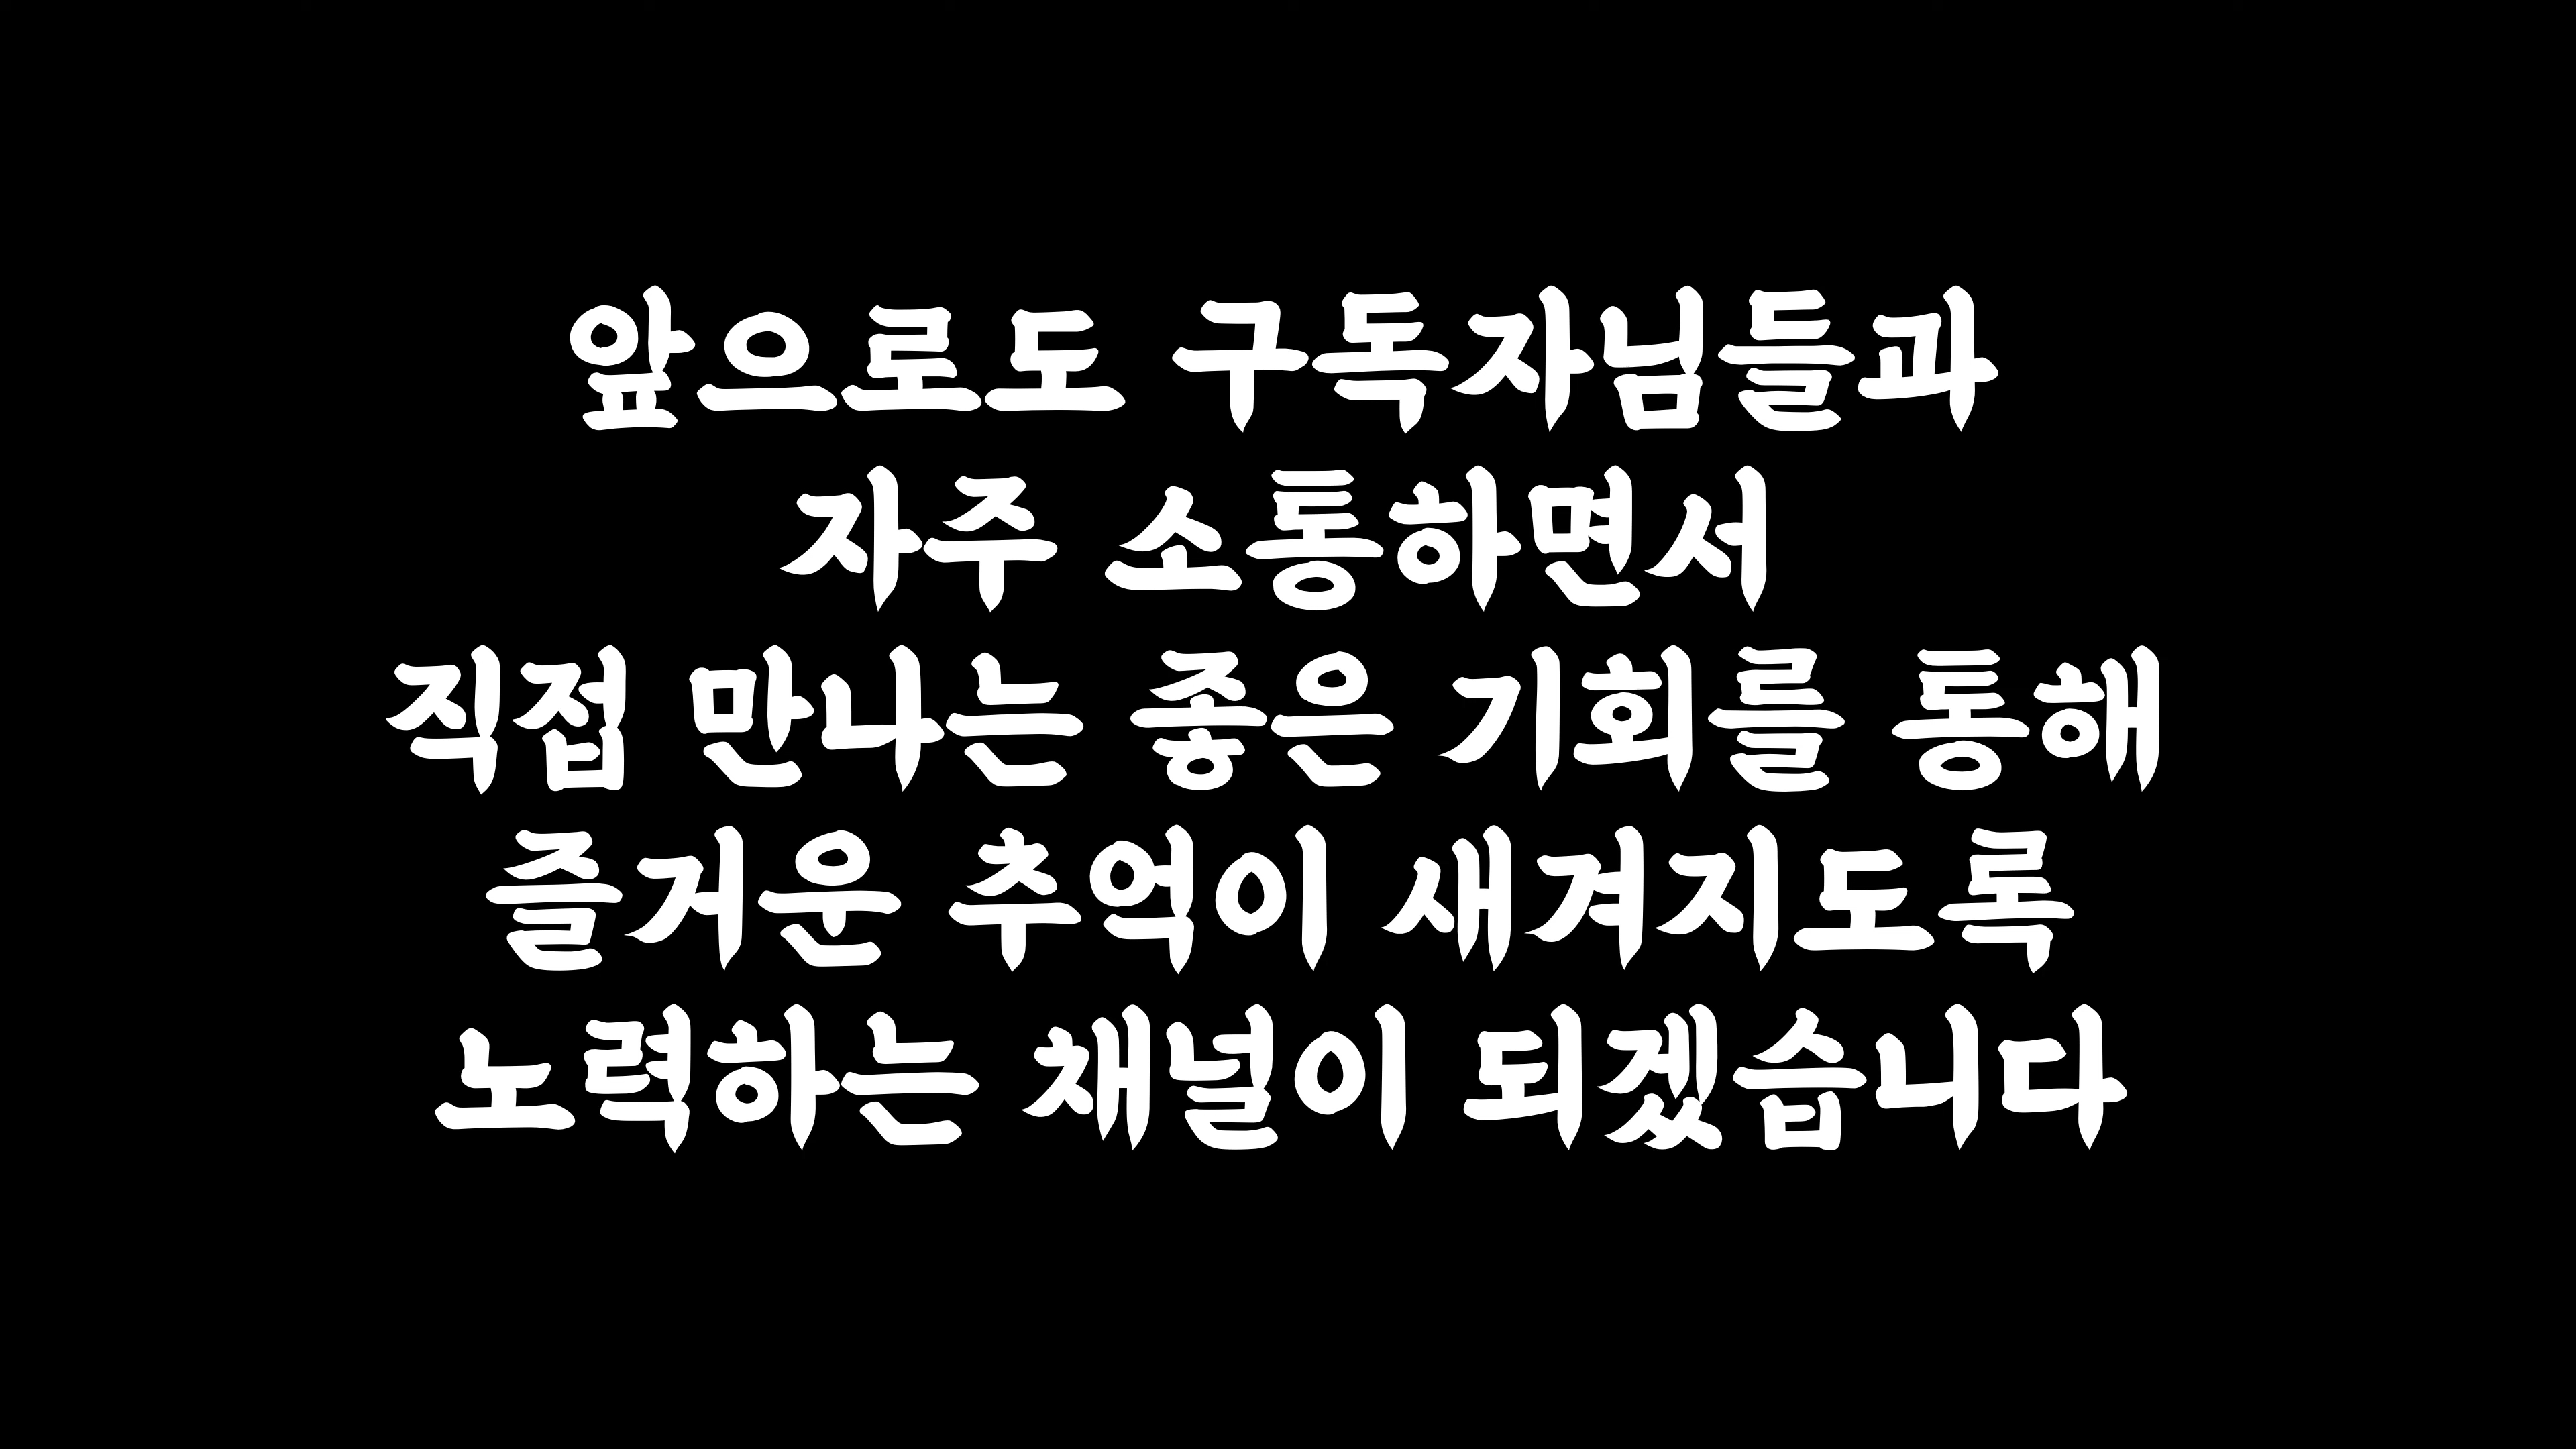 앞으로도 구독자님들과
자주 소통하면서
직접 만나는 좋은 기회를 통해
즐거운 추억이 새겨지도록
노력하는 채널이 되겠습니다